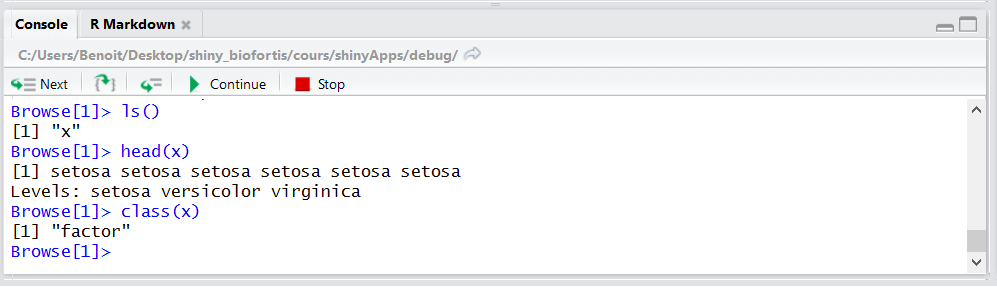 Console R Markdown
C:/Users/Benoit/Desktop/shiny_biofortis/cours/shinyApps/debug/
Next Continue Stop
Browse[1]> ls()
[1] "x"
Browse[1]> head(x)
[1] setosa setosa setosa setosa setosa setosa
Levels: setosa versicolor virginica
Browse[1]> class(x)
[1] "factor"
Browse[1]>